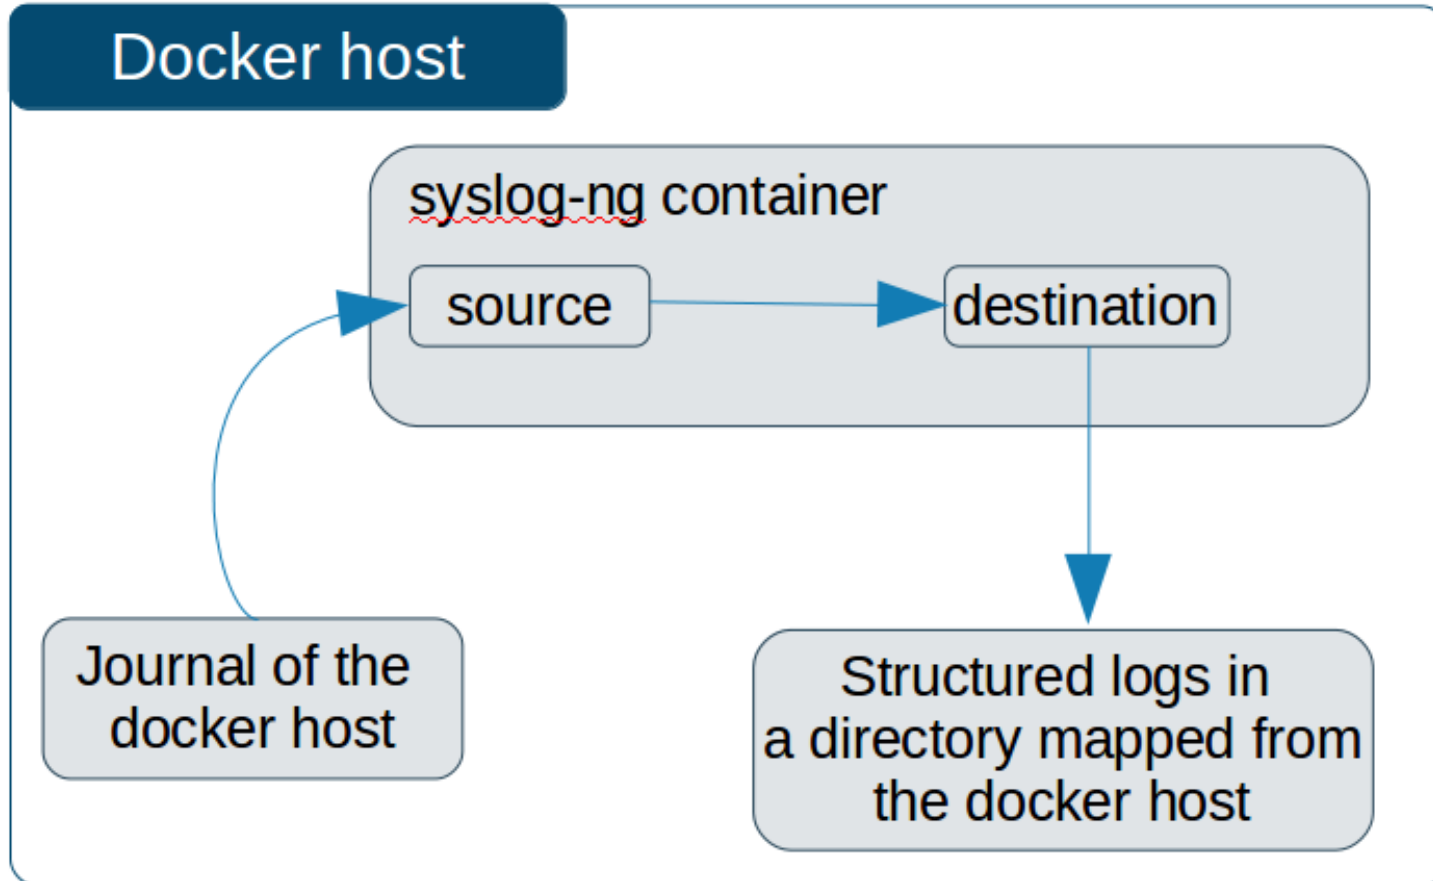 Docker host
syslog-ng container
source
destination
Journal of the
docker host
Structured logs in
a directory mapped from
the docker host